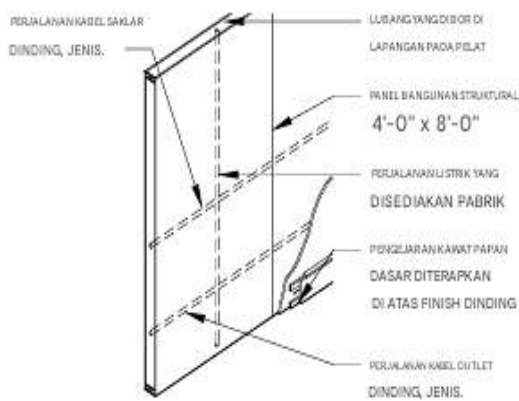 PERJALANAN KABEL SAKLAR
DINDING, JENIS.
LUBANG YANG DIBOR DI
LAPANGAN PADA PELAT
PANEL BANGUNAN STRUKTURAL
4'-0" x 8'-0"
PERJALANAN LISTRIK YANG
DISEDIAKAN PABRIK
PENGEJARAN KAWAT PAPAN
DASAR DITERAPKAN
DI ATAS FINISH DINDING
PERJALANAN KABEL OUTLET
DINDING, JENIS.